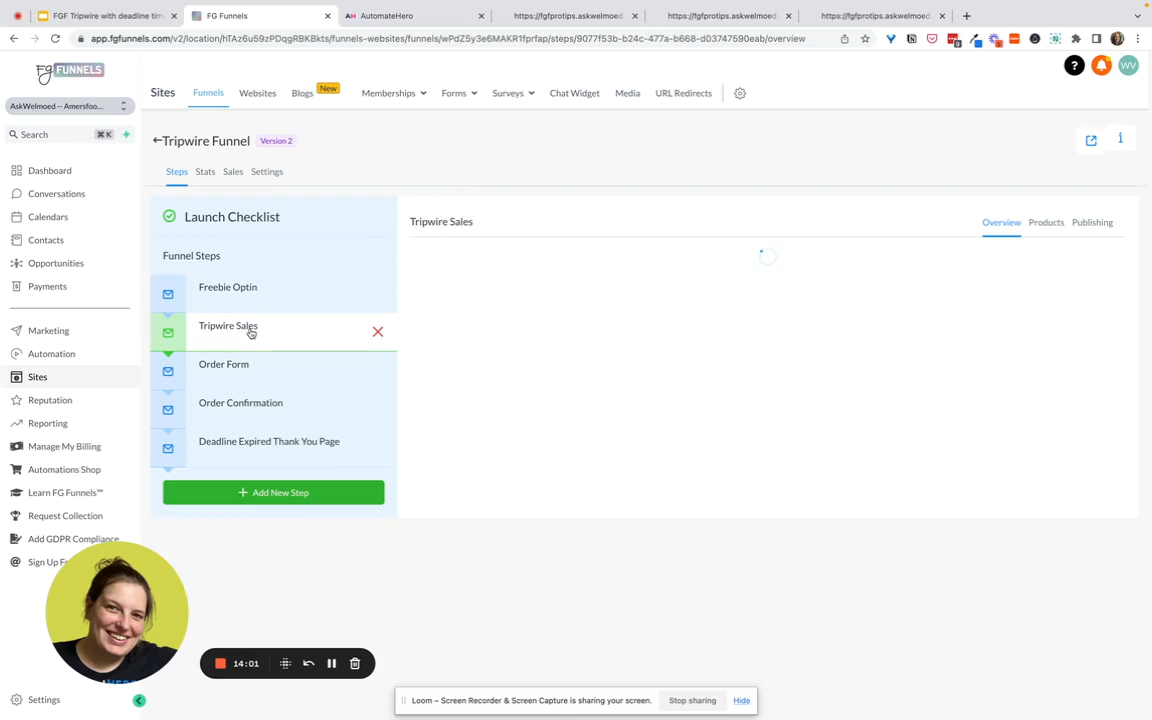 FGF Tripwire with deadline tim
FG Funnels
AutomateHero
https://fgfprotips.askwelmoed.
https://fgfprotips.askwelmoed.
https://fgfprotips.askwelmoed.
app.fgfunnels.com/v2/location/hTAz6u59zPDqgRBKBkts/funnels-websites/funnels/wPdZ5y3e6MAKR1fprfap/steps/9077f53b-b24c-477a-b668-d03747590eab/overview
FG FUNNELS
AskWelmoed -- Amersfoo...
Search
⌘K
Dashboard
Conversations
Calendars
Contacts
Opportunities
Payments
Marketing
Automation
Sites
Reputation
Reporting
Manage My Billing
Automations Shop
Learn FG Funnels™
Request Collection
Add GDPR Compliance
Sign Up F
Settings
Sites
Funnels
Websites
Blogs
New
Memberships
Forms
Surveys
Chat Widget
Media
URL Redirects
WV
Tripwire Funnel
Version 2
Steps
Stats
Sales
Settings
Launch Checklist
Funnel Steps
Freebie Optin
Tripwire Sales
Order Form
Order Confirmation
Deadline Expired Thank You Page
+ Add New Step
Tripwire Sales
Overview
Products
Publishing
14:01
Loom – Screen Recorder & Screen Capture is sharing your screen.
Stop sharing
Hide